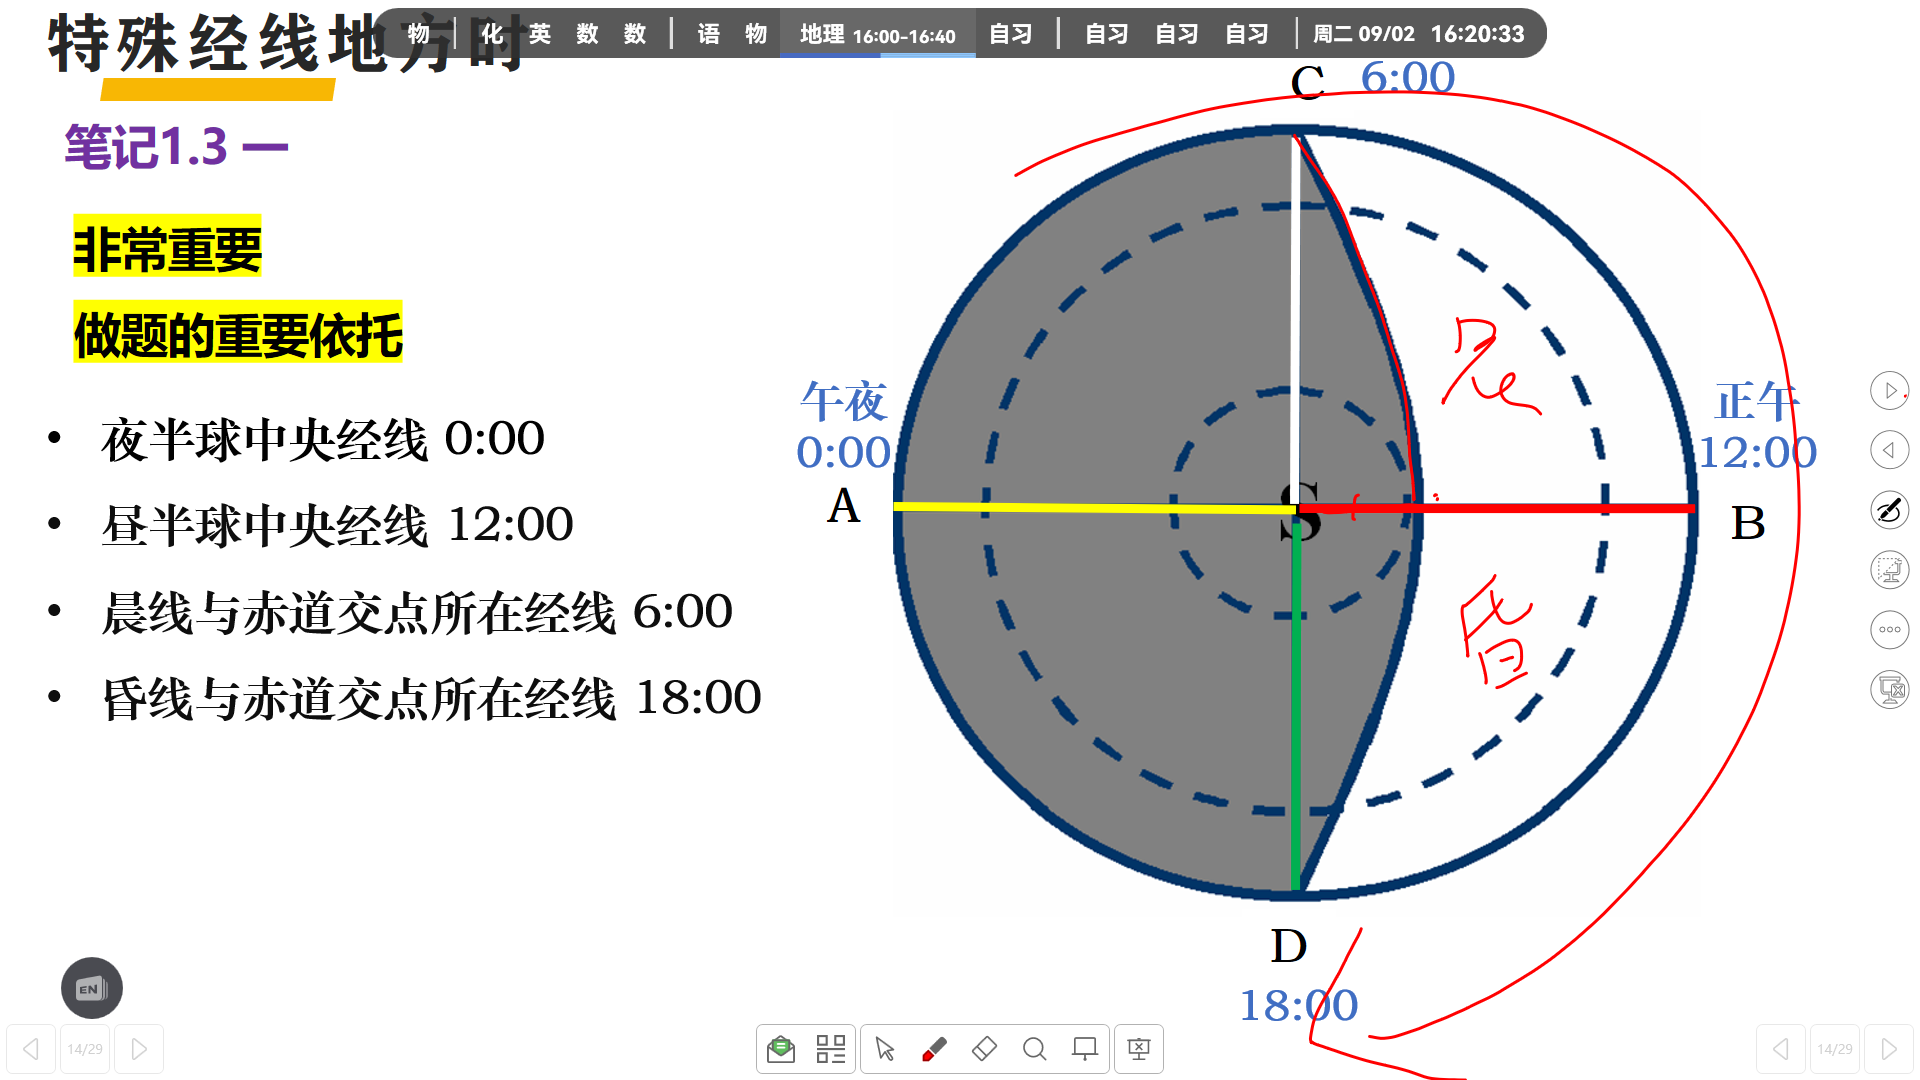 特殊经线地方时
物 | 化 英 数 数 | 语 物 地理 16:00-16:40 自习 | 自习 自习 自习 | 周二 09/02 16:20:33
笔记1.3 一
非常重要
做题的重要依托
• 夜半球中央经线 0:00
• 昼半球中央经线 12:00
• 晨线与赤道交点所在经线 6:00
• 昏线与赤道交点所在经线 18:00
C 6:00
午夜
0:00
A
S
正午
12:00
B
昏
D
18:00
EN
14/29
14/29